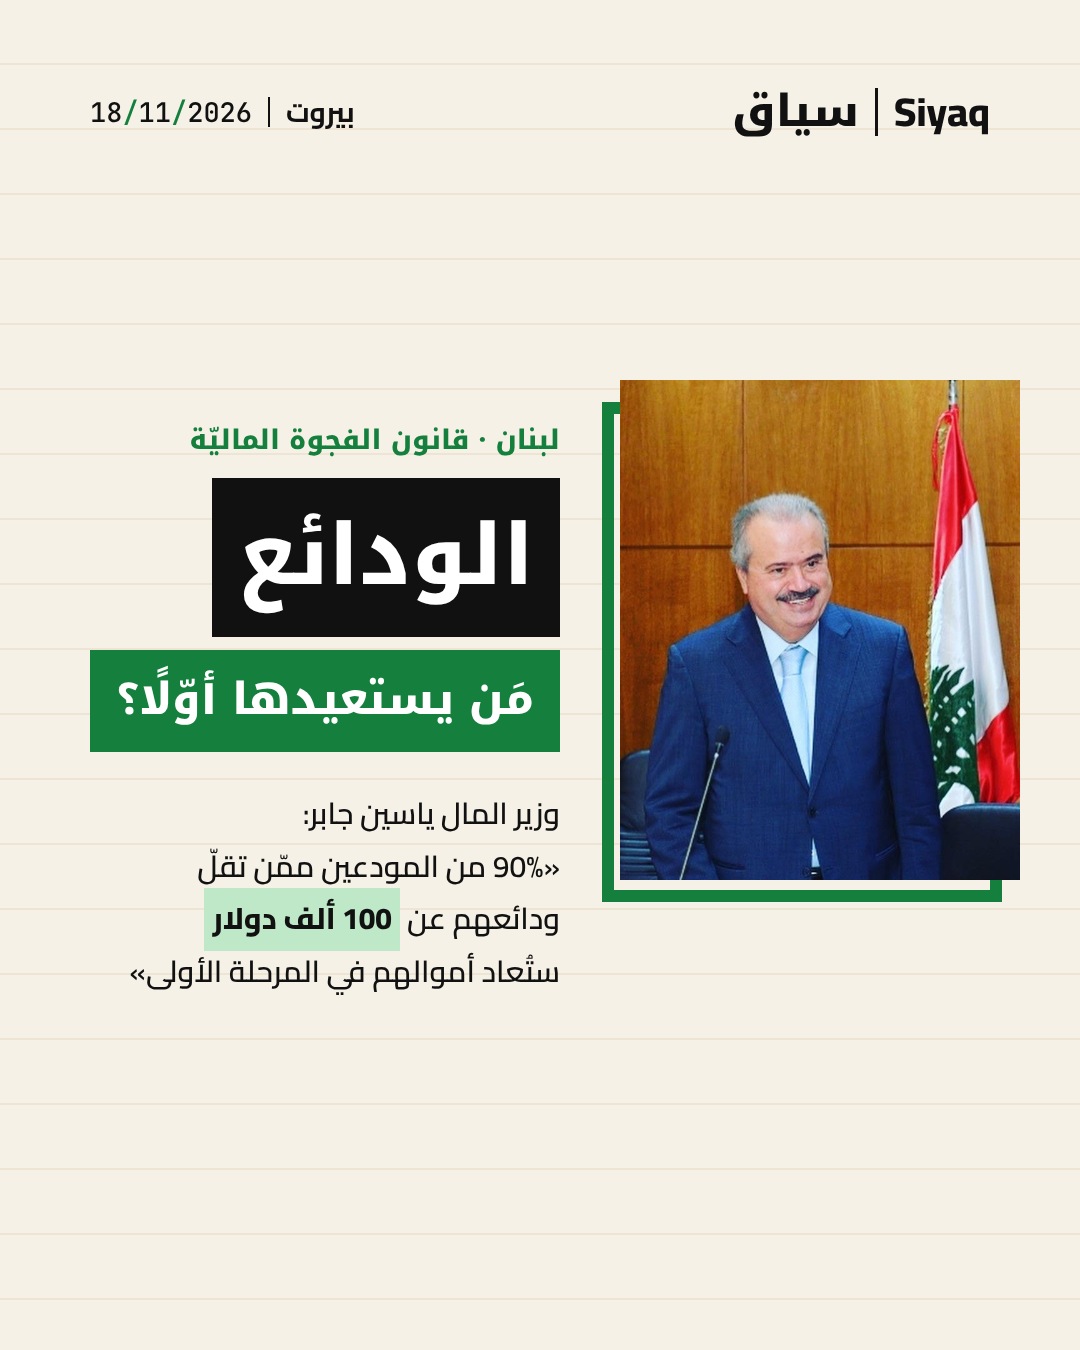 سياق | Siyaq
بيروت | 18/11/2026
لبنان · قانون الفجوة الماليّة
الودائع
مَن يستعيدها أوّلًا؟
وزير المال ياسين جابر:
«90% من المودعين ممّن تقلّ
ودائعهم عن 100 ألف دولار
ستُعاد أموالهم في المرحلة الأولى»